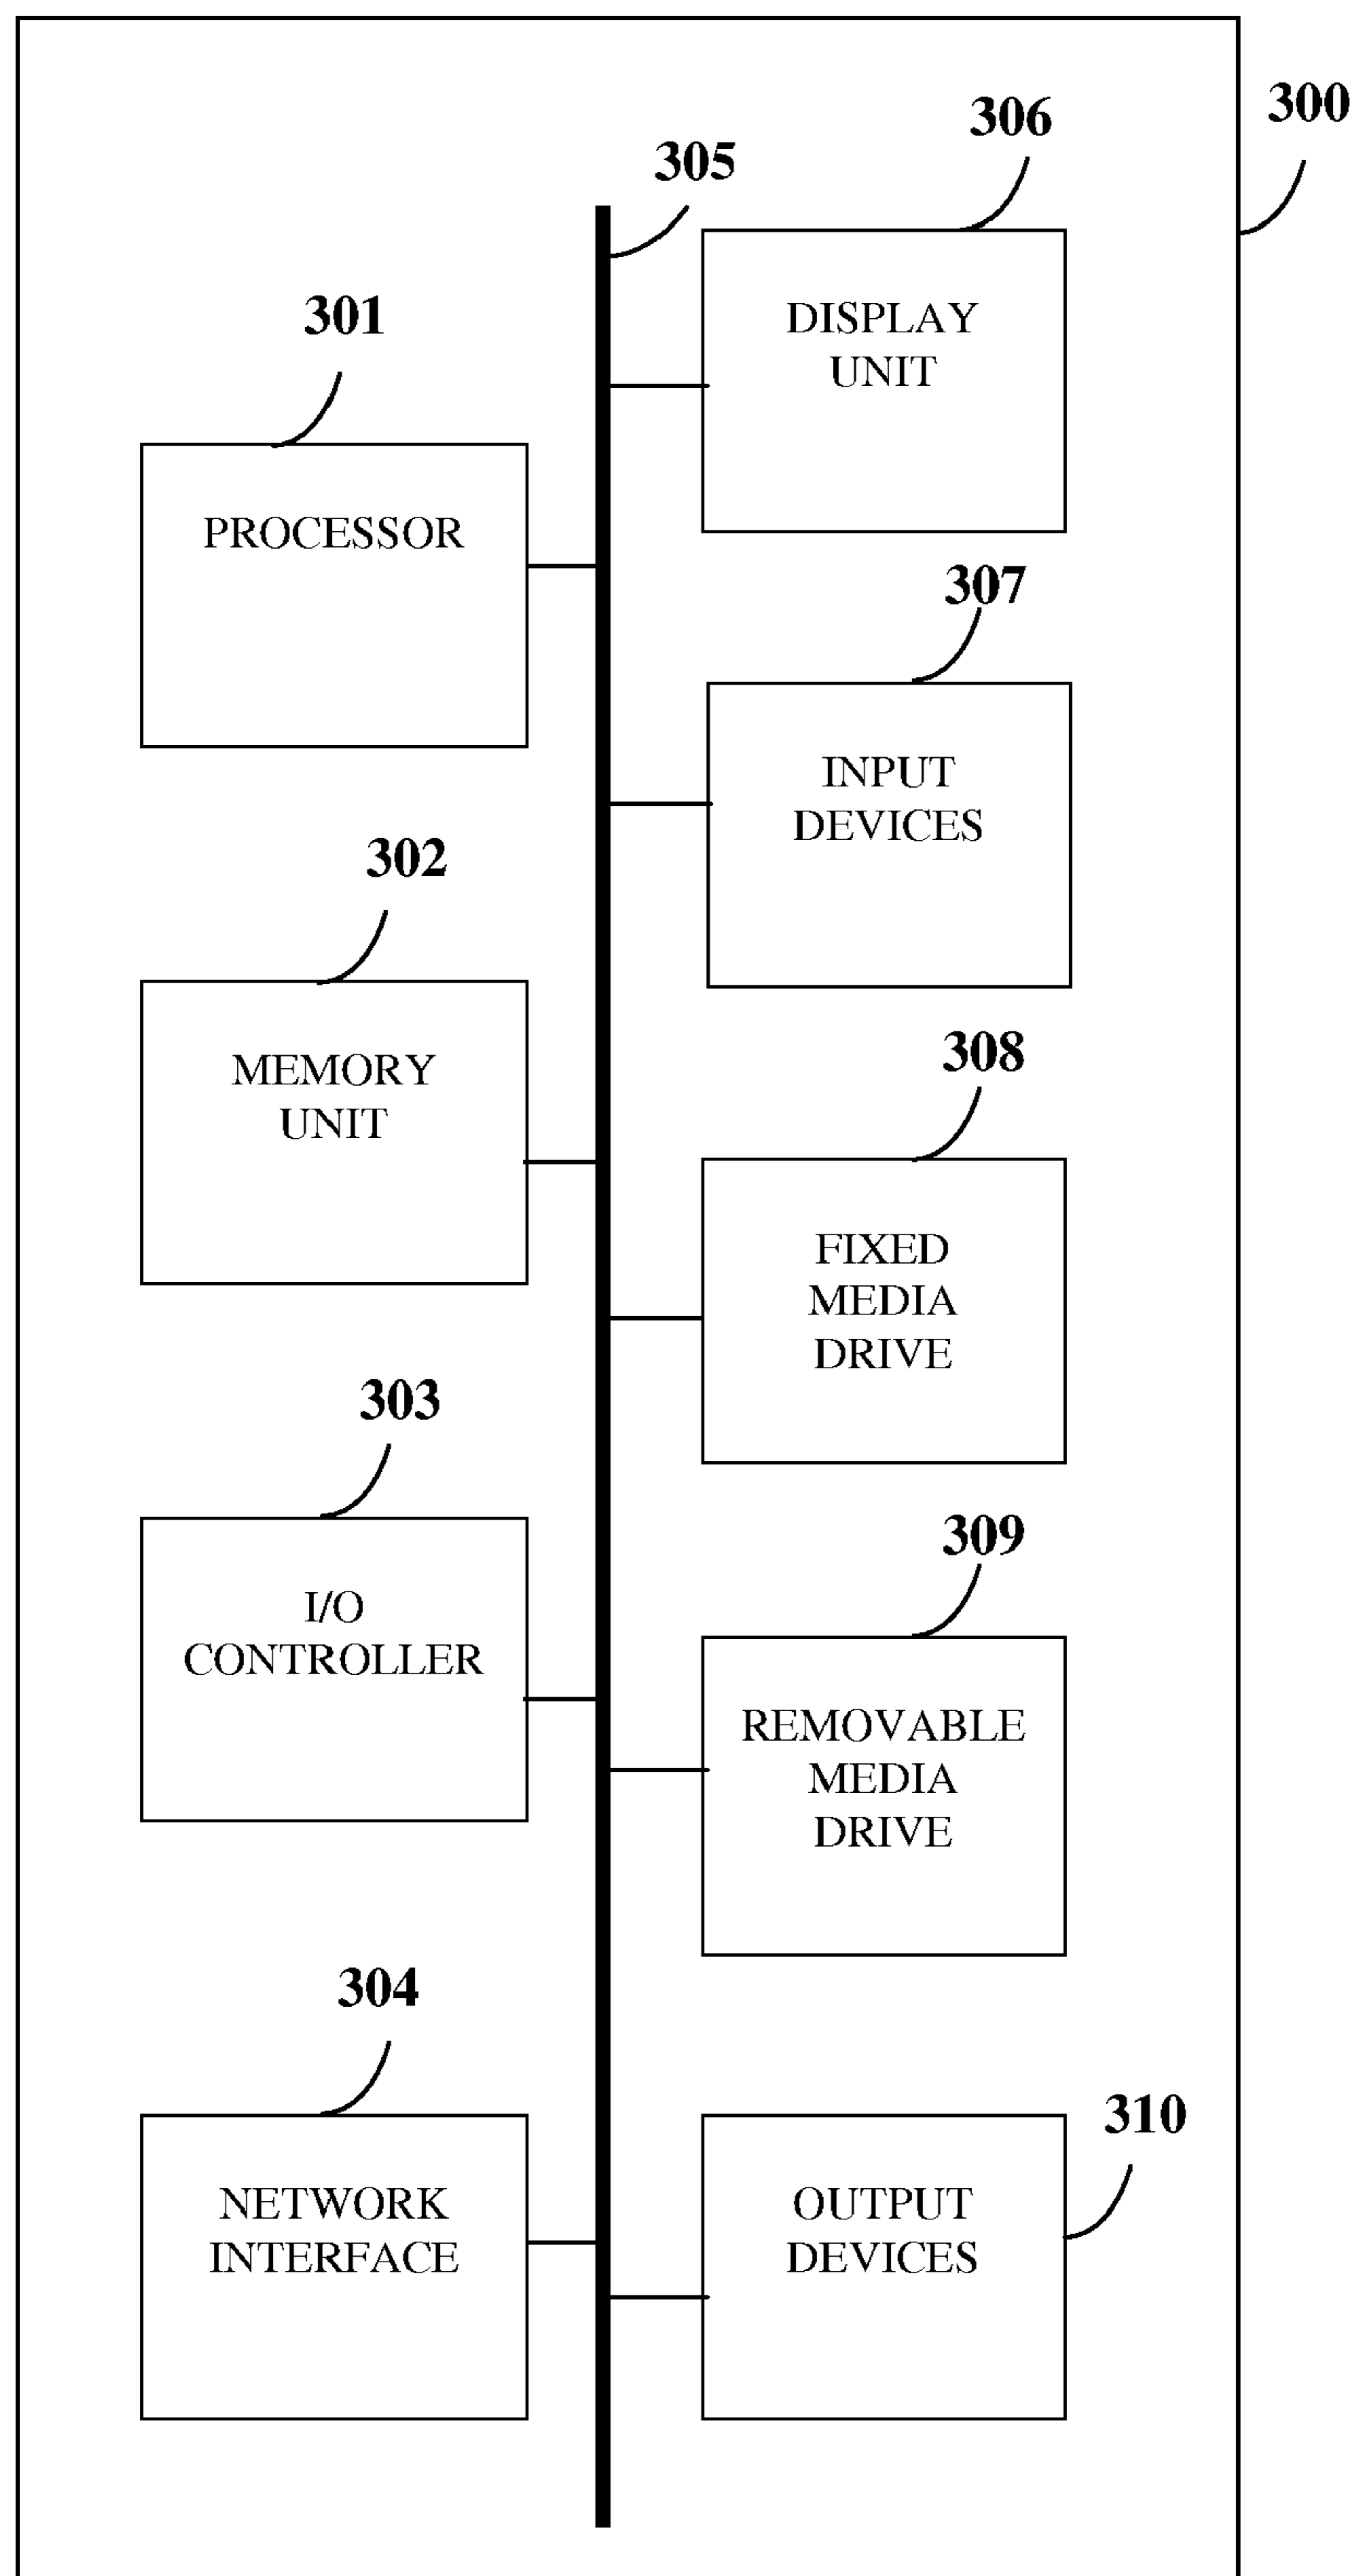 300
306
305
DISPLAY
UNIT
301
PROCESSOR
307
INPUT
DEVICES
302
MEMORY
UNIT
308
FIXED
MEDIA
DRIVE
303
I/O
CONTROLLER
309
REMOVABLE
MEDIA
DRIVE
304
NETWORK
INTERFACE
310
OUTPUT
DEVICES